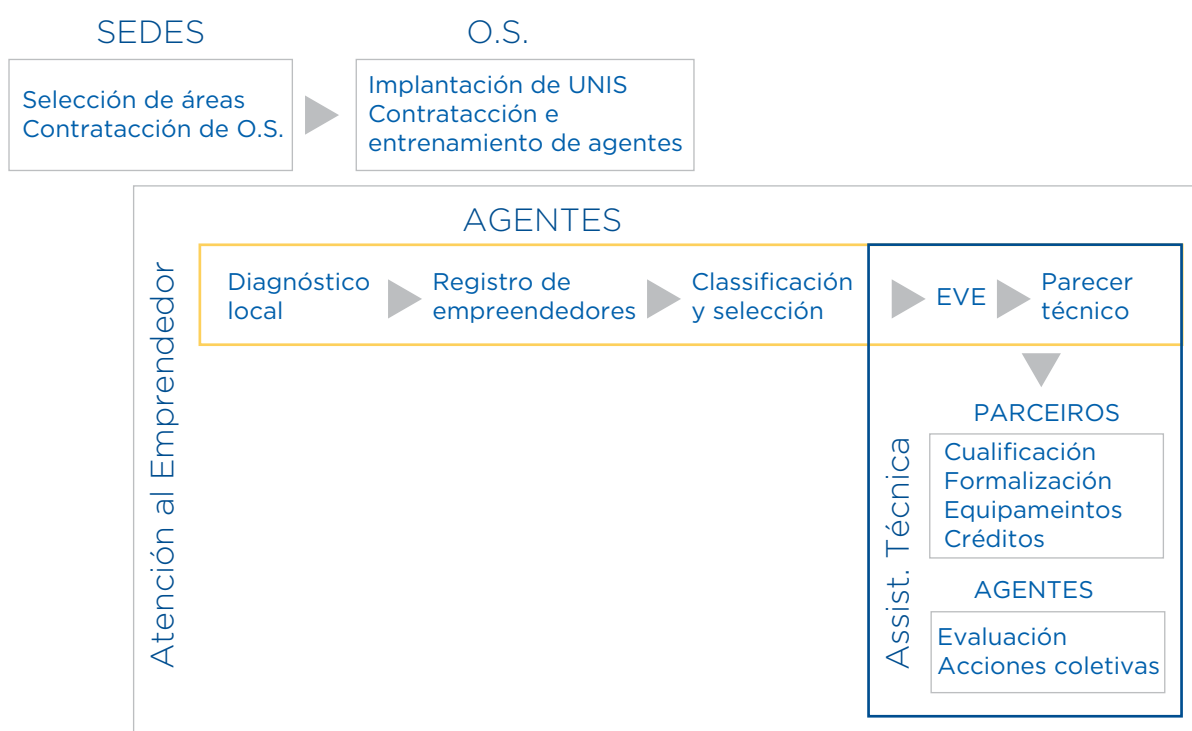 SEDES
Selección de áreas
Contratacción de O.S.
O.S.
Implantación de UNIS
Contratacción e
entrenamiento de agentes
Atención al Emprendedor
AGENTES
Diagnóstico
local
Registro de
empreendedores
Classificación
y selección
EVE
Parecer
técnico
Assist. Técnica
PARCEIROS
Cualificación
Formalización
Equipameintos
Créditos
AGENTES
Evaluación
Acciones coletivas